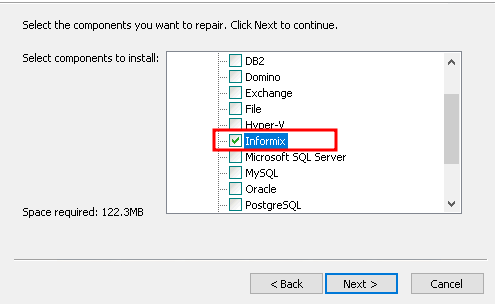 Select the components you want to repair. Click Next to continue.
Select components to install:
DB2
Domino
Exchange
File
Hyper-V
Informix
Microsoft SQL Server
MySQL
Oracle
PostgreSQL
Space required: 122.3MB
< Back
Next >
Cancel